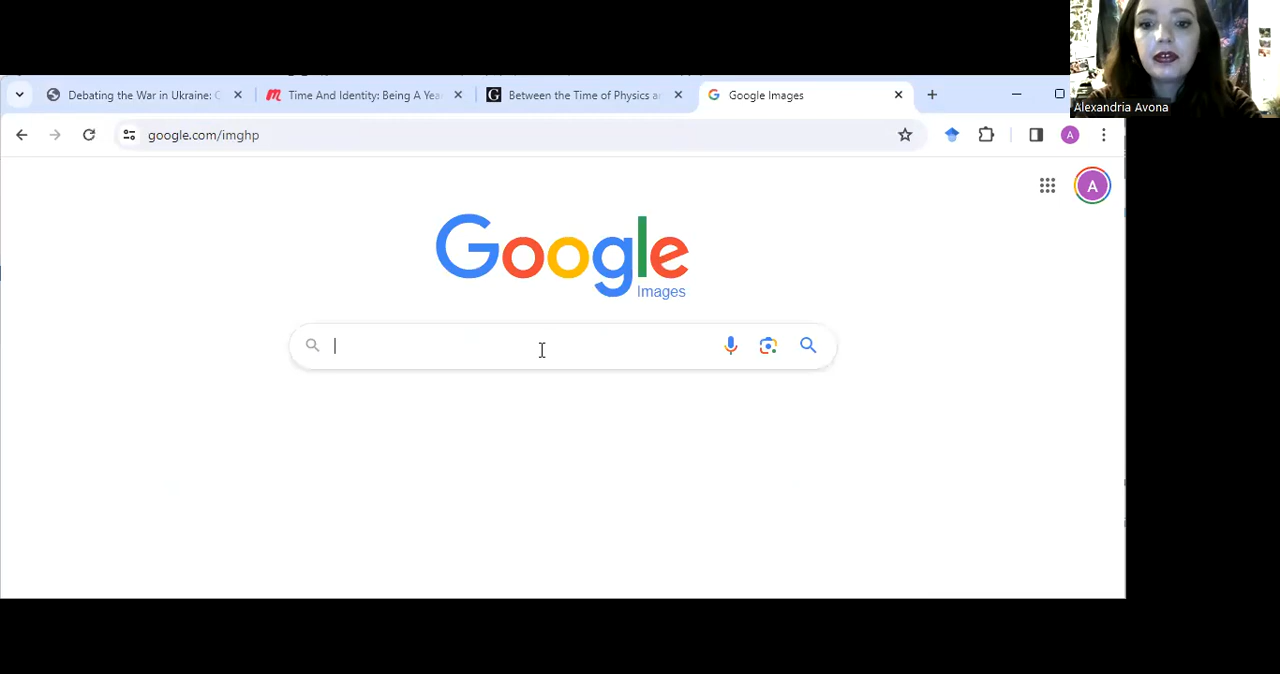 Debating the War in Ukraine: C
Time And Identity: Being A Yea
Between the Time of Physics an
Google Images
Alexandria Avona
google.com/imghp
A
A
Google
Images